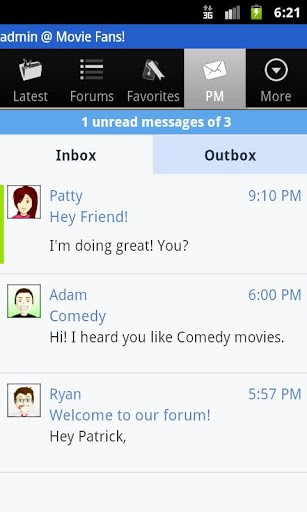 3G 6:21
admin @ Movie Fans!
Latest Forums Favorites PM More
1 unread messages of 3
Inbox Outbox
Patty 9:10 PM
Hey Friend!
I'm doing great! You?
Adam 6:00 PM
Comedy
Hi! I heard you like Comedy movies.
Ryan 5:57 PM
Welcome to our forum!
Hey Patrick,